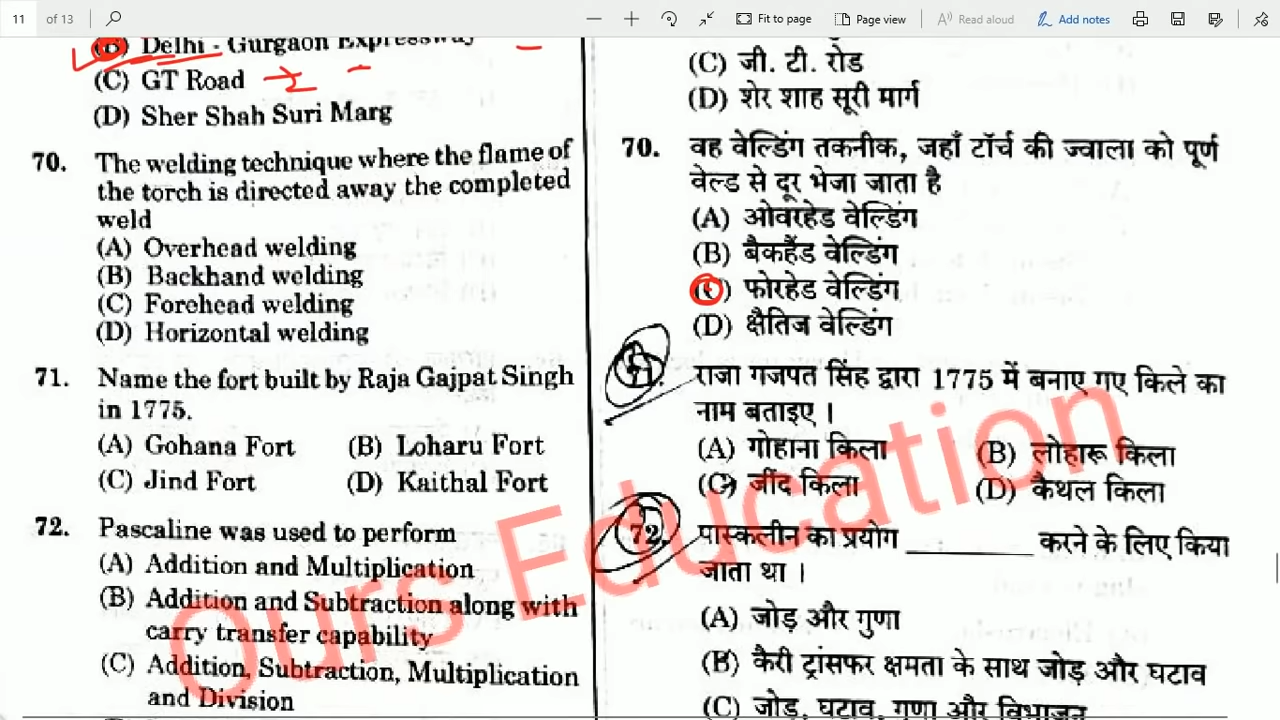 11 of 13
Fit to page
Page view
Read aloud
Add notes
(B) Delhi - Gurgaon Expressway
(C) GT Road
(D) Sher Shah Suri Marg
70. The welding technique where the flame of
the torch is directed away the completed
weld
(A) Overhead welding
(B) Backhand welding
(C) Forehead welding
(D) Horizontal welding
71. Name the fort built by Raja Gajpat Singh
in 1775.
(A) Gohana Fort (B) Loharu Fort
(C) Jind Fort (D) Kaithal Fort
72. Pascaline was used to perform
(A) Addition and Multiplication
(B) Addition and Subtraction along with
carry transfer capability
(C) Addition, Subtraction, Multiplication
and Division
(C) जी. टी. रोड
(D) शेर शाह सूरी मार्ग
70. वह वेल्डिंग तकनीक, जहाँ टॉर्च की ज्वाला को पूर्ण
वेल्ड से दूर भेजा जाता है
(A) ओवरहेड वेल्डिंग
(B) बैकहैंड वेल्डिंग
(C) फोरहेड वेल्डिंग
(D) क्षैतिज वेल्डिंग
71. राजा गजपत सिंह द्वारा 1775 में बनाए गए किले का
नाम बताइए ।
(A) गोहाना किला (B) लोहारू किला
(C) जींद किला (D) कैथल किला
72. पास्कलीन का प्रयोग ________ करने के लिए किया
जाता था ।
(A) जोड़ और गुणा
(B) कैरी ट्रांसफर क्षमता के साथ जोड़ और घटाव
(C) जोड़, घटाव, गुणा और विभाजन
Ours Education